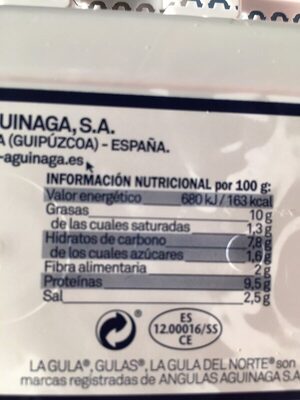 UINAGA, S.A.
A (GUIPÚZCOA) - ESPAÑA.
-aguinaga.es
INFORMACIÓN NUTRICIONAL por 100 g:
Valor energético 680 kJ / 163 kcal
Grasas 10 g
de las cuales saturadas 1,3 g
Hidratos de carbono 7,8 g
de los cuales azúcares 1,6 g
Fibra alimentaria 2 g
Proteínas 9,5 g
Sal 2,5 g
ES
12.00016/SS
CE
LA GULA®, GULAS®, LA GULA DEL NORTE® son
marcas registradas de ANGULAS AGUINAGA S.A